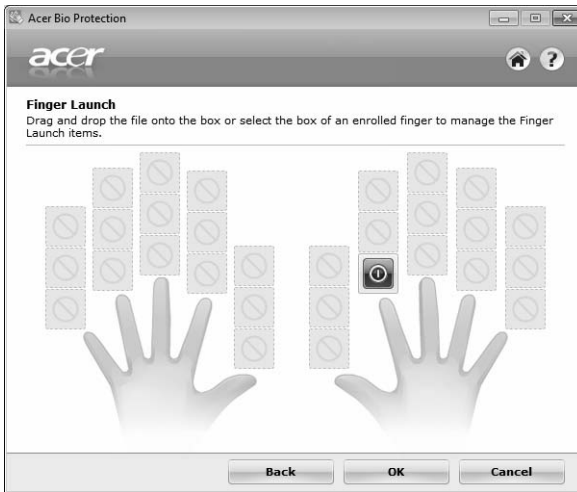 Acer Bio Protection
acer
?
Finger Launch
Drag and drop the file onto the box or select the box of an enrolled finger to manage the Finger
Launch items.
Back OK Cancel